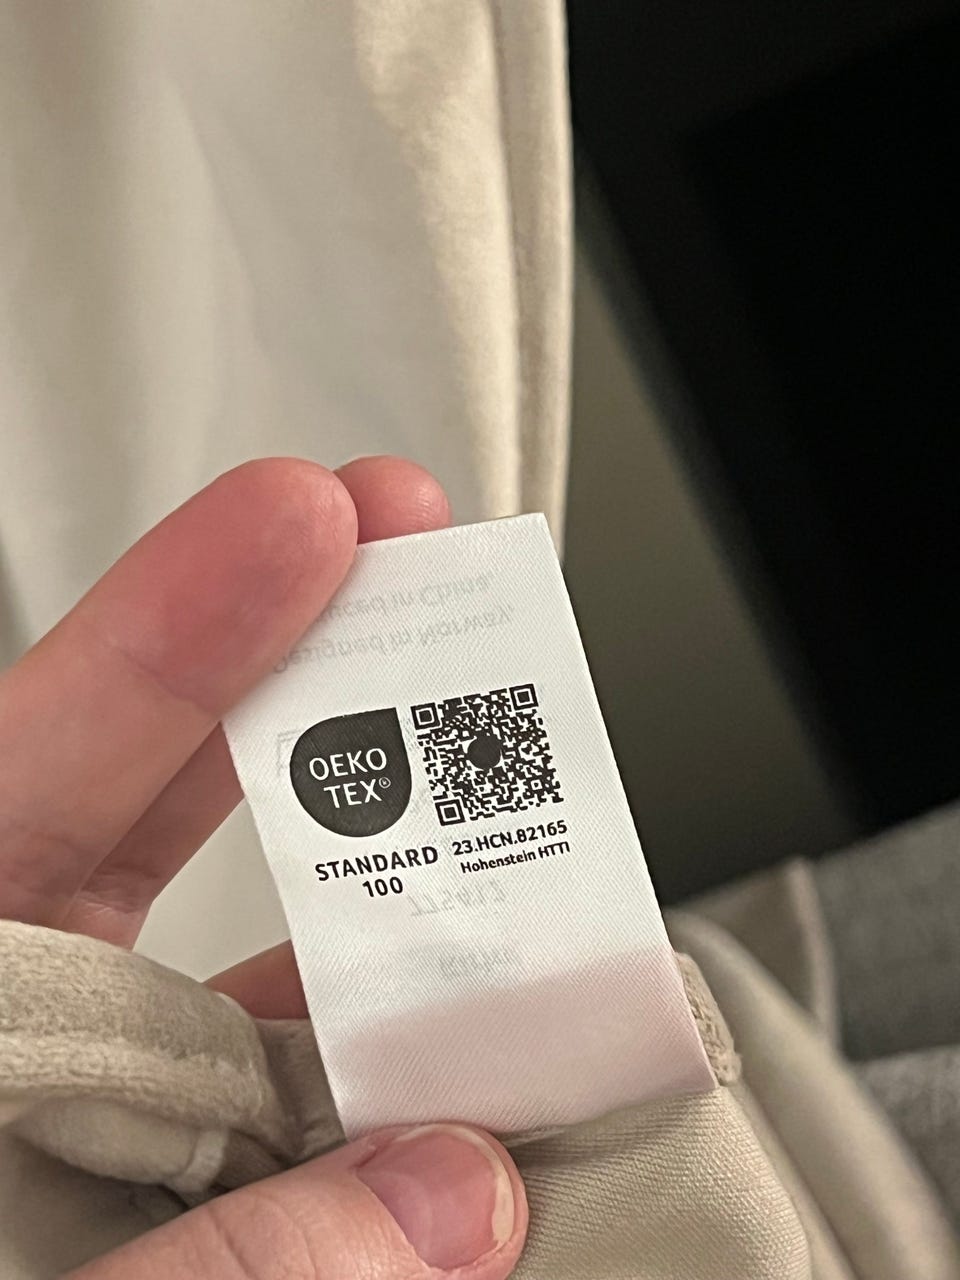 OEKO
TEX®
STANDARD
100
23.HCN.82165
Hohenstein HTTI